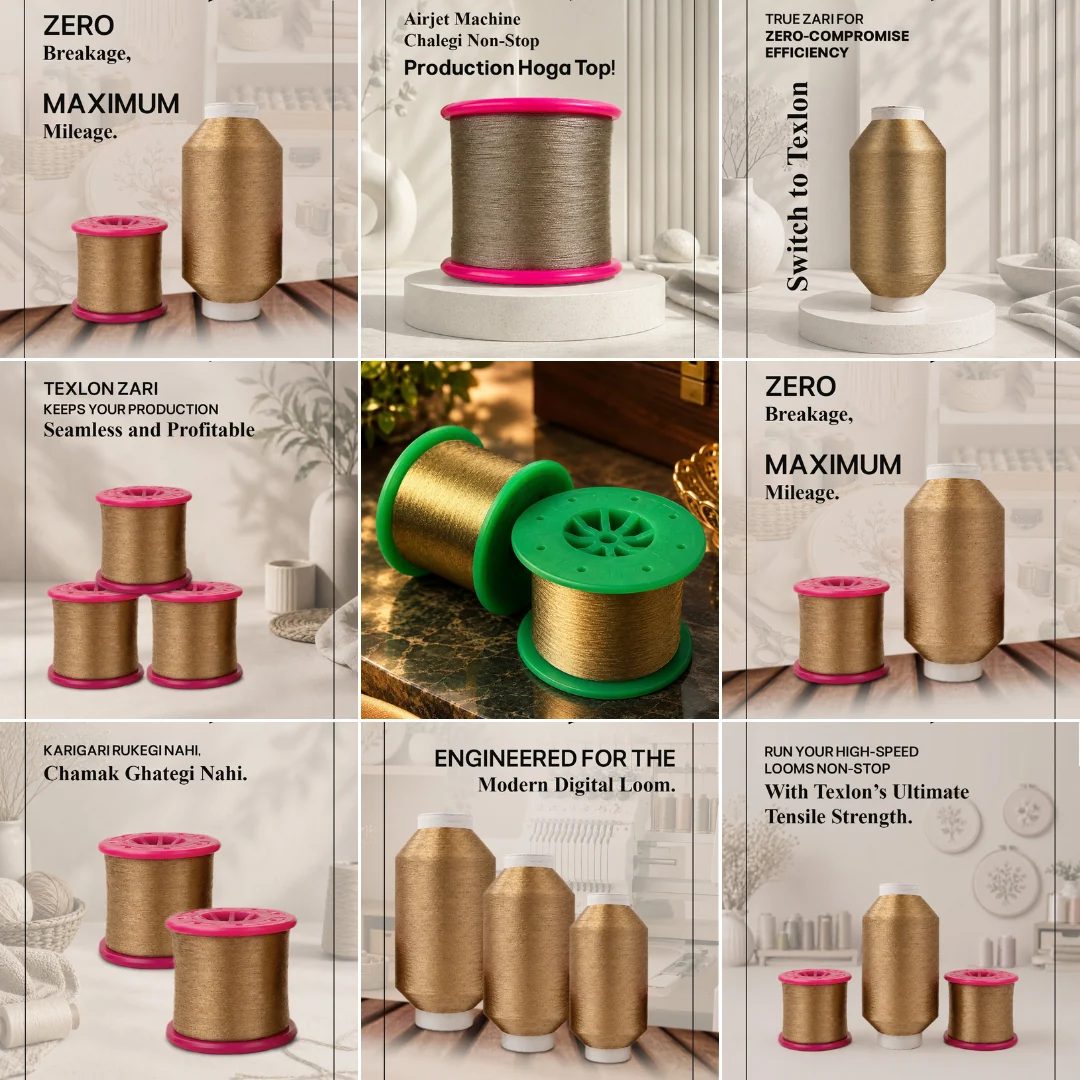 ZERO
Breakage,
MAXIMUM
Mileage.
Airjet Machine
Chalegi Non-Stop
Production Hoga Top!
TRUE ZARI FOR
ZERO-COMPROMISE
EFFICIENCY
Switch to Texlon
TEXLON ZARI
KEEPS YOUR PRODUCTION
Seamless and Profitable
ZERO
Breakage,
MAXIMUM
Mileage.
KARIGARI RUKEGI NAHI,
Chamak Ghategi Nahi.
ENGINEERED FOR THE
Modern Digital Loom.
RUN YOUR HIGH-SPEED
LOOMS NON-STOP
With Texlon's Ultimate
Tensile Strength.